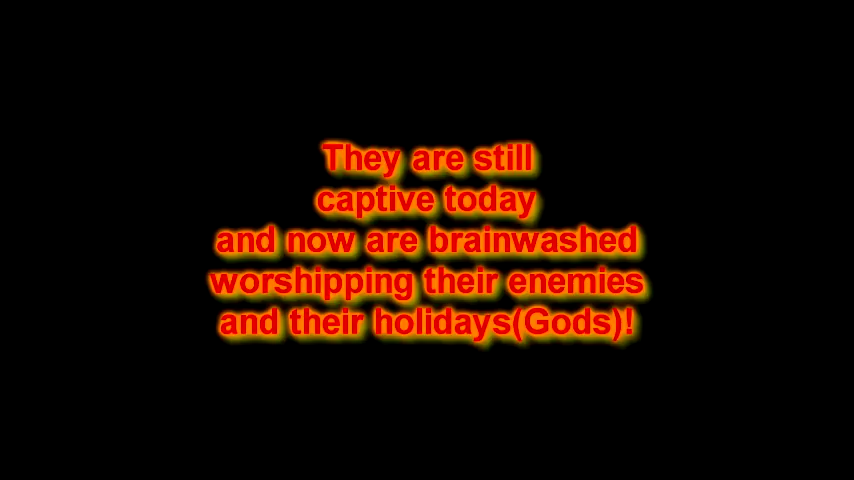 They are still
captive today
and now are brainwashed
worshipping their enemies
and their holidays(Gods)!